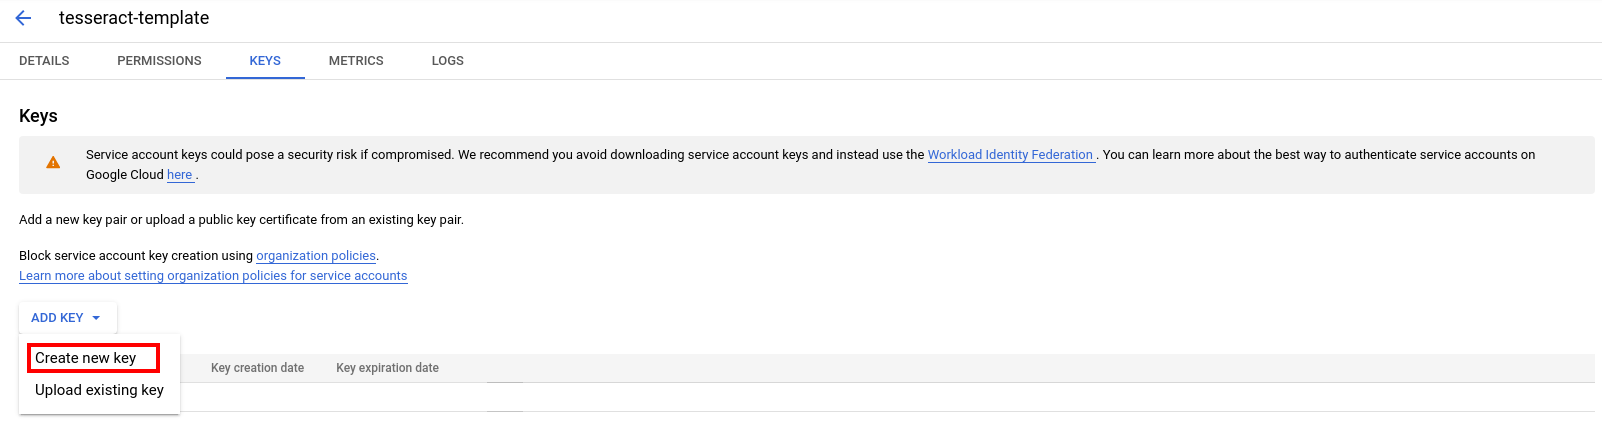 tesseract-template
DETAILS PERMISSIONS KEYS METRICS LOGS
Keys
Service account keys could pose a security risk if compromised. We recommend you avoid downloading service account keys and instead use the Workload Identity Federation . You can learn more about the best way to authenticate service accounts on
Google Cloud here .
Add a new key pair or upload a public key certificate from an existing key pair.
Block service account key creation using organization policies.
Learn more about setting organization policies for service accounts
ADD KEY
Create new key
Key creation date Key expiration date
Upload existing key